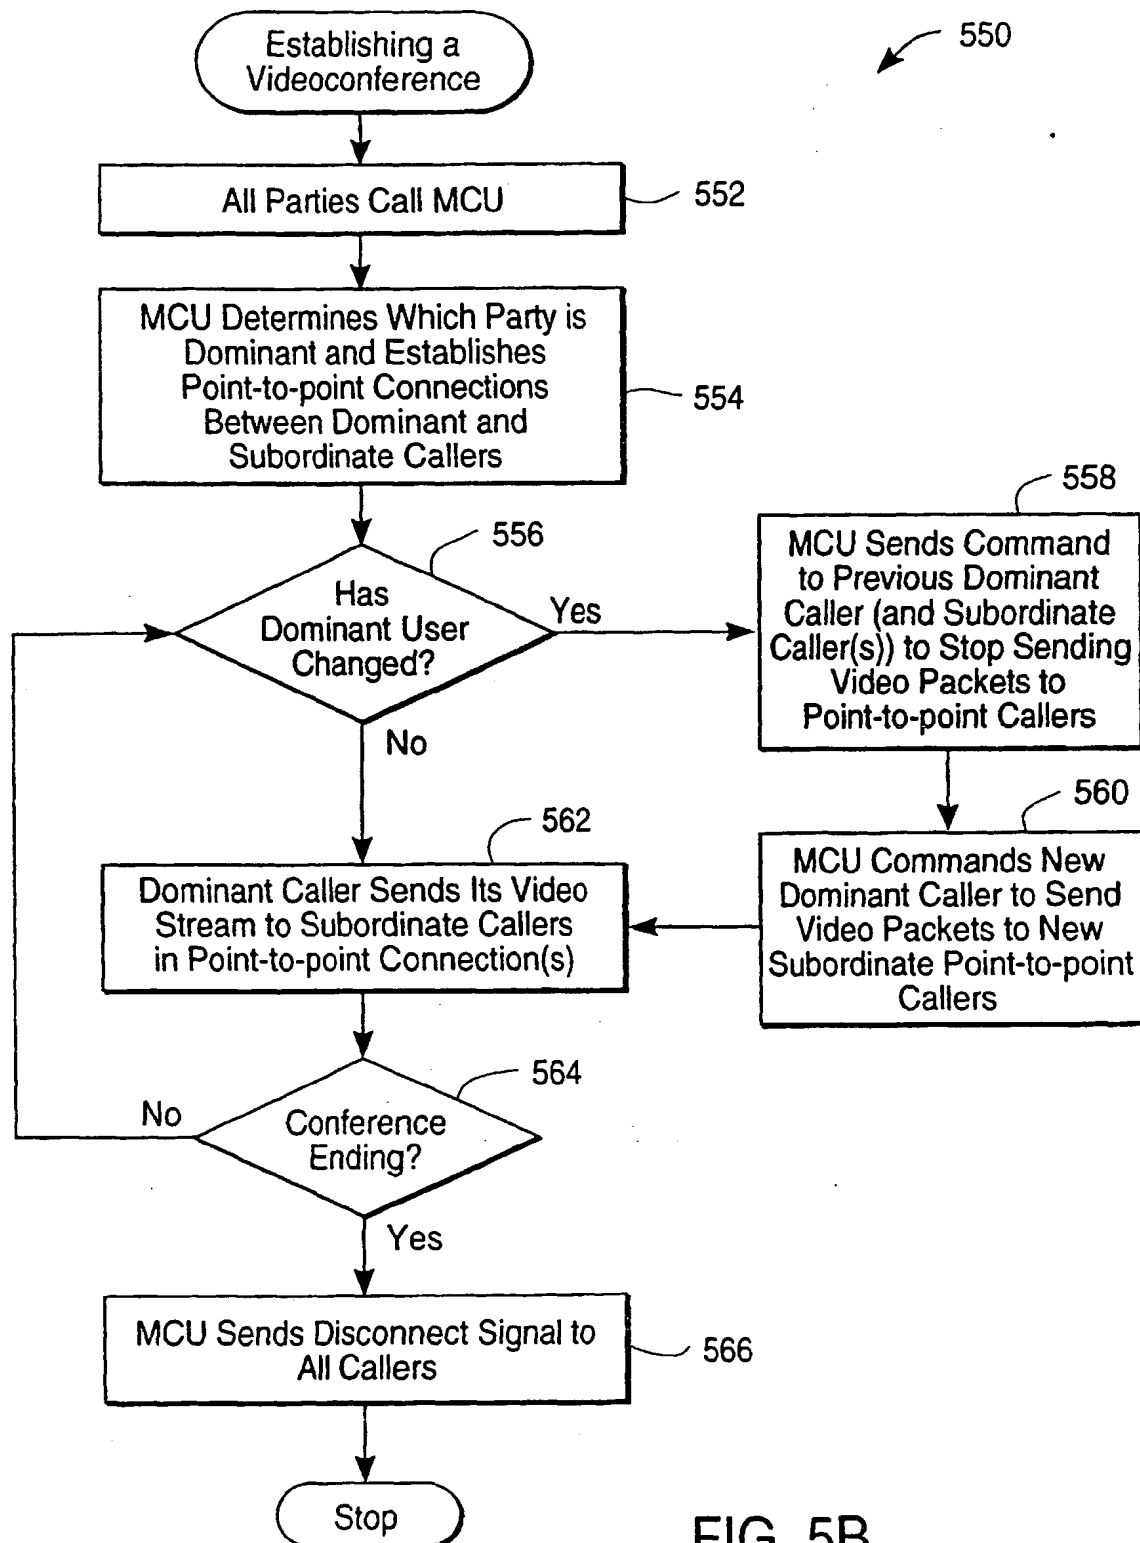 Establishing a
Videoconference
550
All Parties Call MCU
552
MCU Determines Which Party is
Dominant and Establishes
Point-to-point Connections
Between Dominant and
Subordinate Callers
554
556
Has
Dominant User
Changed?
Yes
No
558
MCU Sends Command
to Previous Dominant
Caller (and Subordinate
Caller(s)) to Stop Sending
Video Packets to
Point-to-point Callers
560
MCU Commands New
Dominant Caller to Send
Video Packets to New
Subordinate Point-to-point
Callers
562
Dominant Caller Sends Its Video
Stream to Subordinate Callers
in Point-to-point Connection(s)
564
Conference
Ending?
No
Yes
MCU Sends Disconnect Signal to
All Callers
566
Stop
FIG. 5B